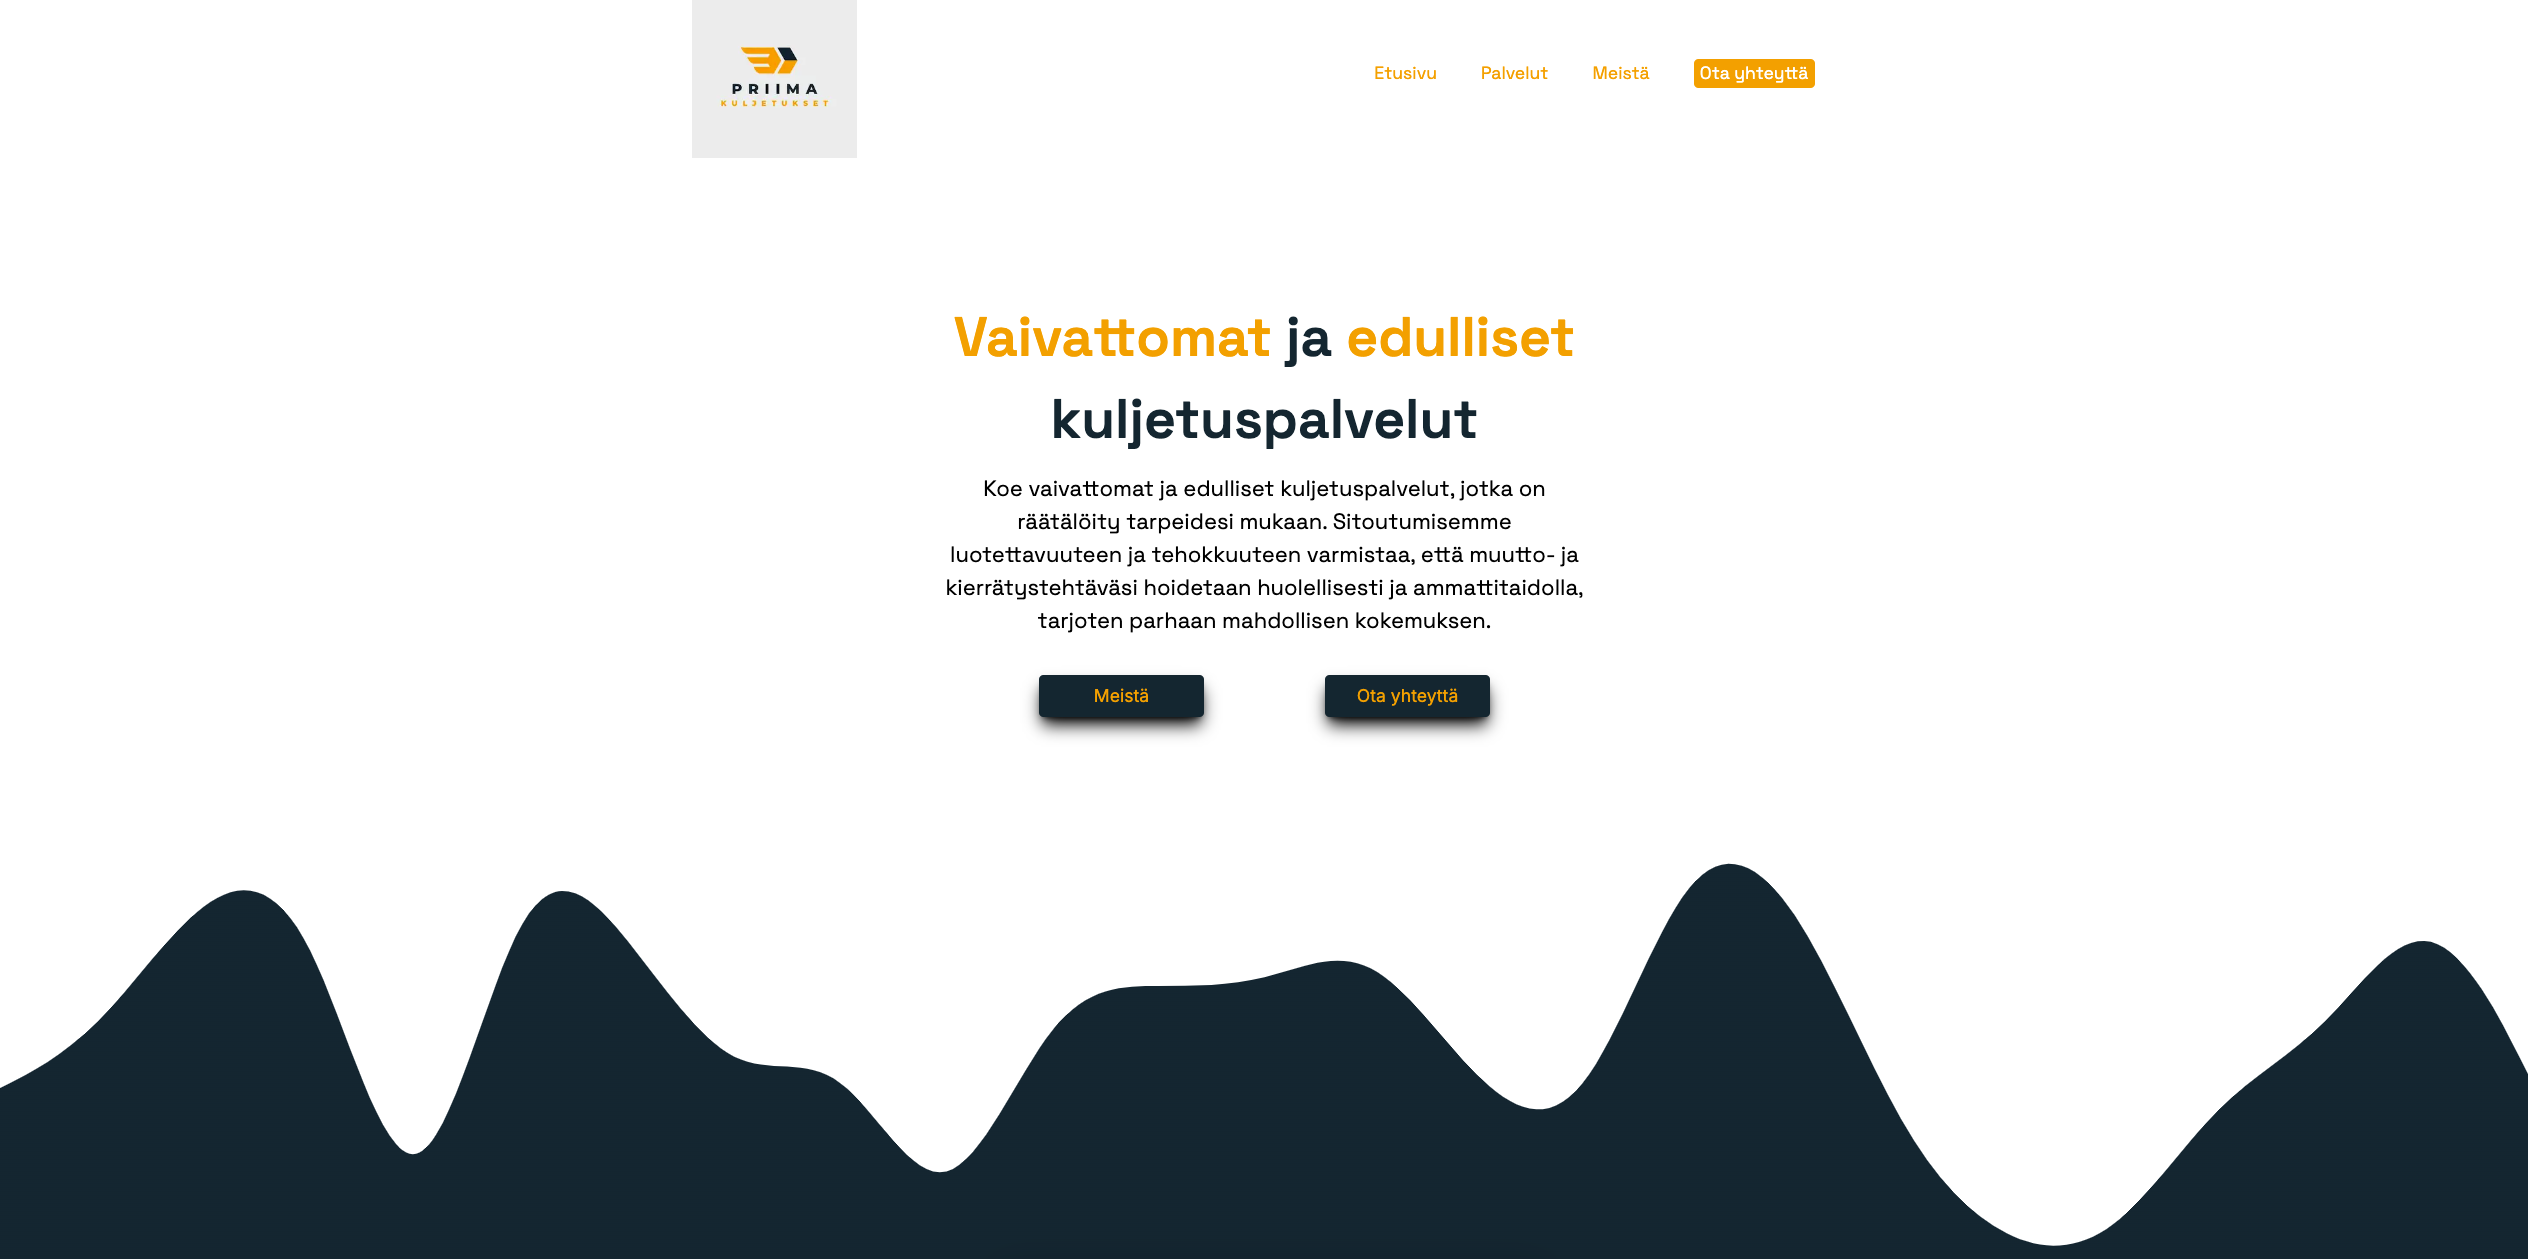 PRIIMA
KULJETUKSET
Etusivu
Palvelut
Meistä
Ota yhteyttä
Vaivattomat ja edulliset
kuljetuspalvelut
Koe vaivattomat ja edulliset kuljetuspalvelut, jotka on
räätälöity tarpeidesi mukaan. Sitoutumisemme
luotettavuuteen ja tehokkuuteen varmistaa, että muutto- ja
kierrätystehtäväsi hoidetaan huolellisesti ja ammattitaidolla,
tarjoten parhaan mahdollisen kokemuksen.
Meistä
Ota yhteyttä